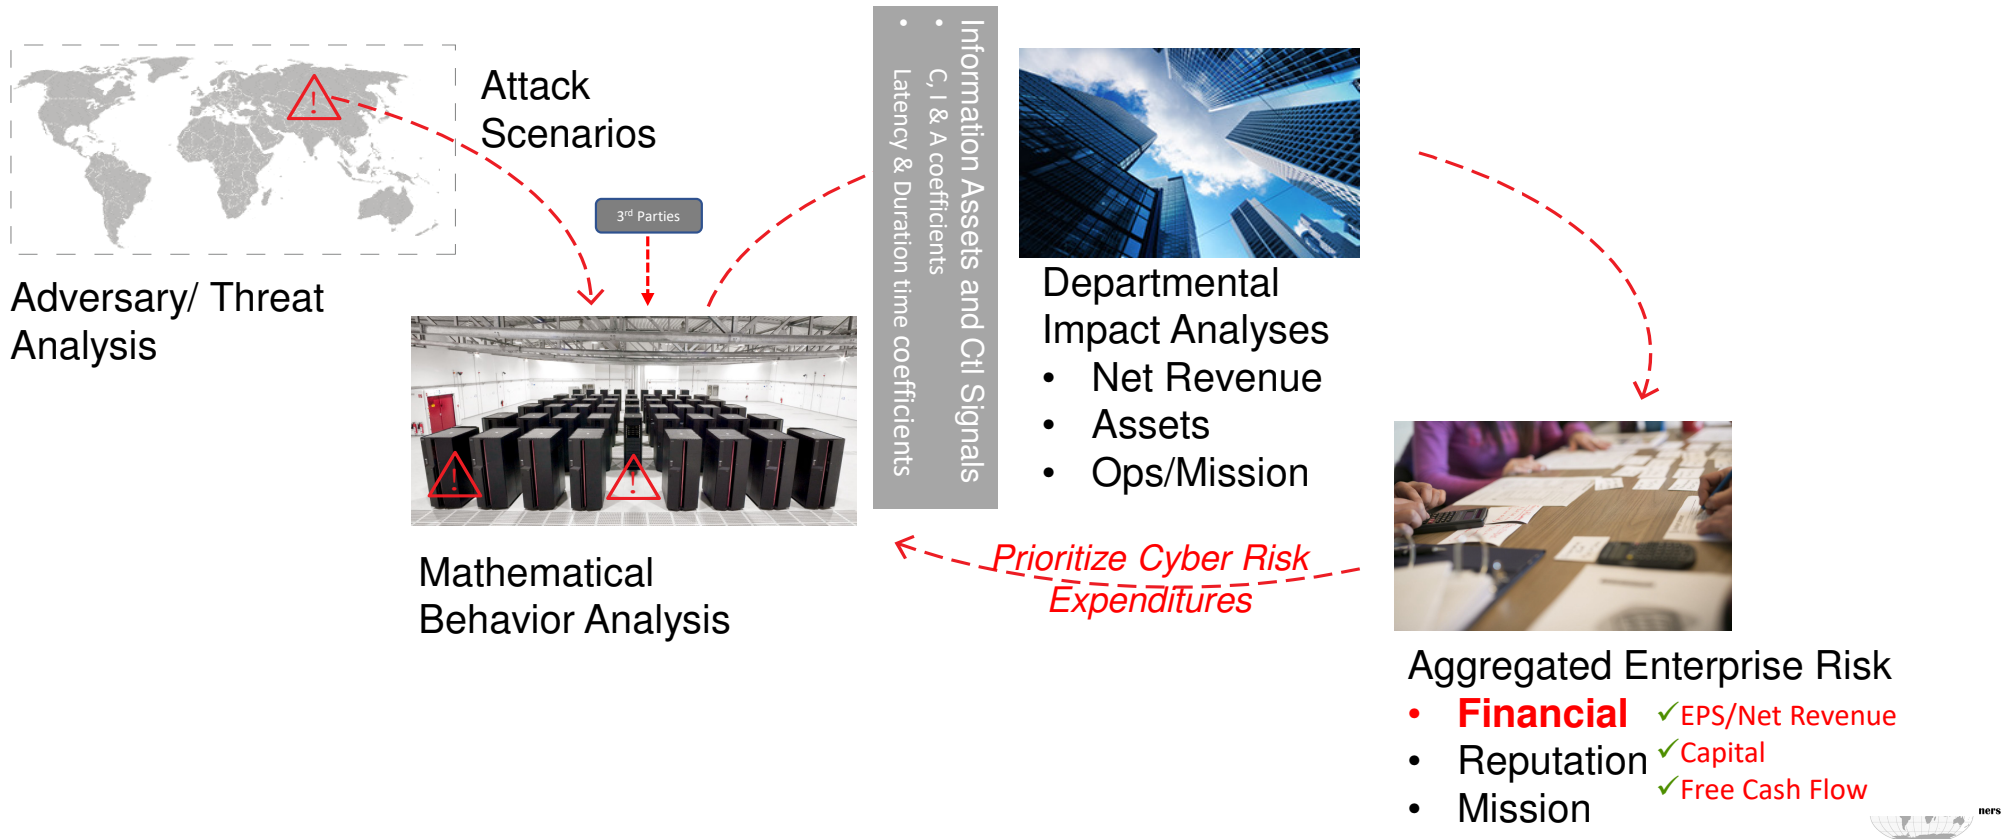 Attack
Scenarios
3rd Parties
Adversary/ Threat
Analysis
Mathematical
Behavior Analysis
Information Assets and Ctl Signals
• C, I & A coefficients
• Latency & Duration time coefficients
Departmental
Impact Analyses
• Net Revenue
• Assets
• Ops/Mission
Prioritize Cyber Risk
Expenditures
Aggregated Enterprise Risk
• Financial
• Reputation
• Mission
✓EPS/Net Revenue
✓Capital
✓Free Cash Flow
ners